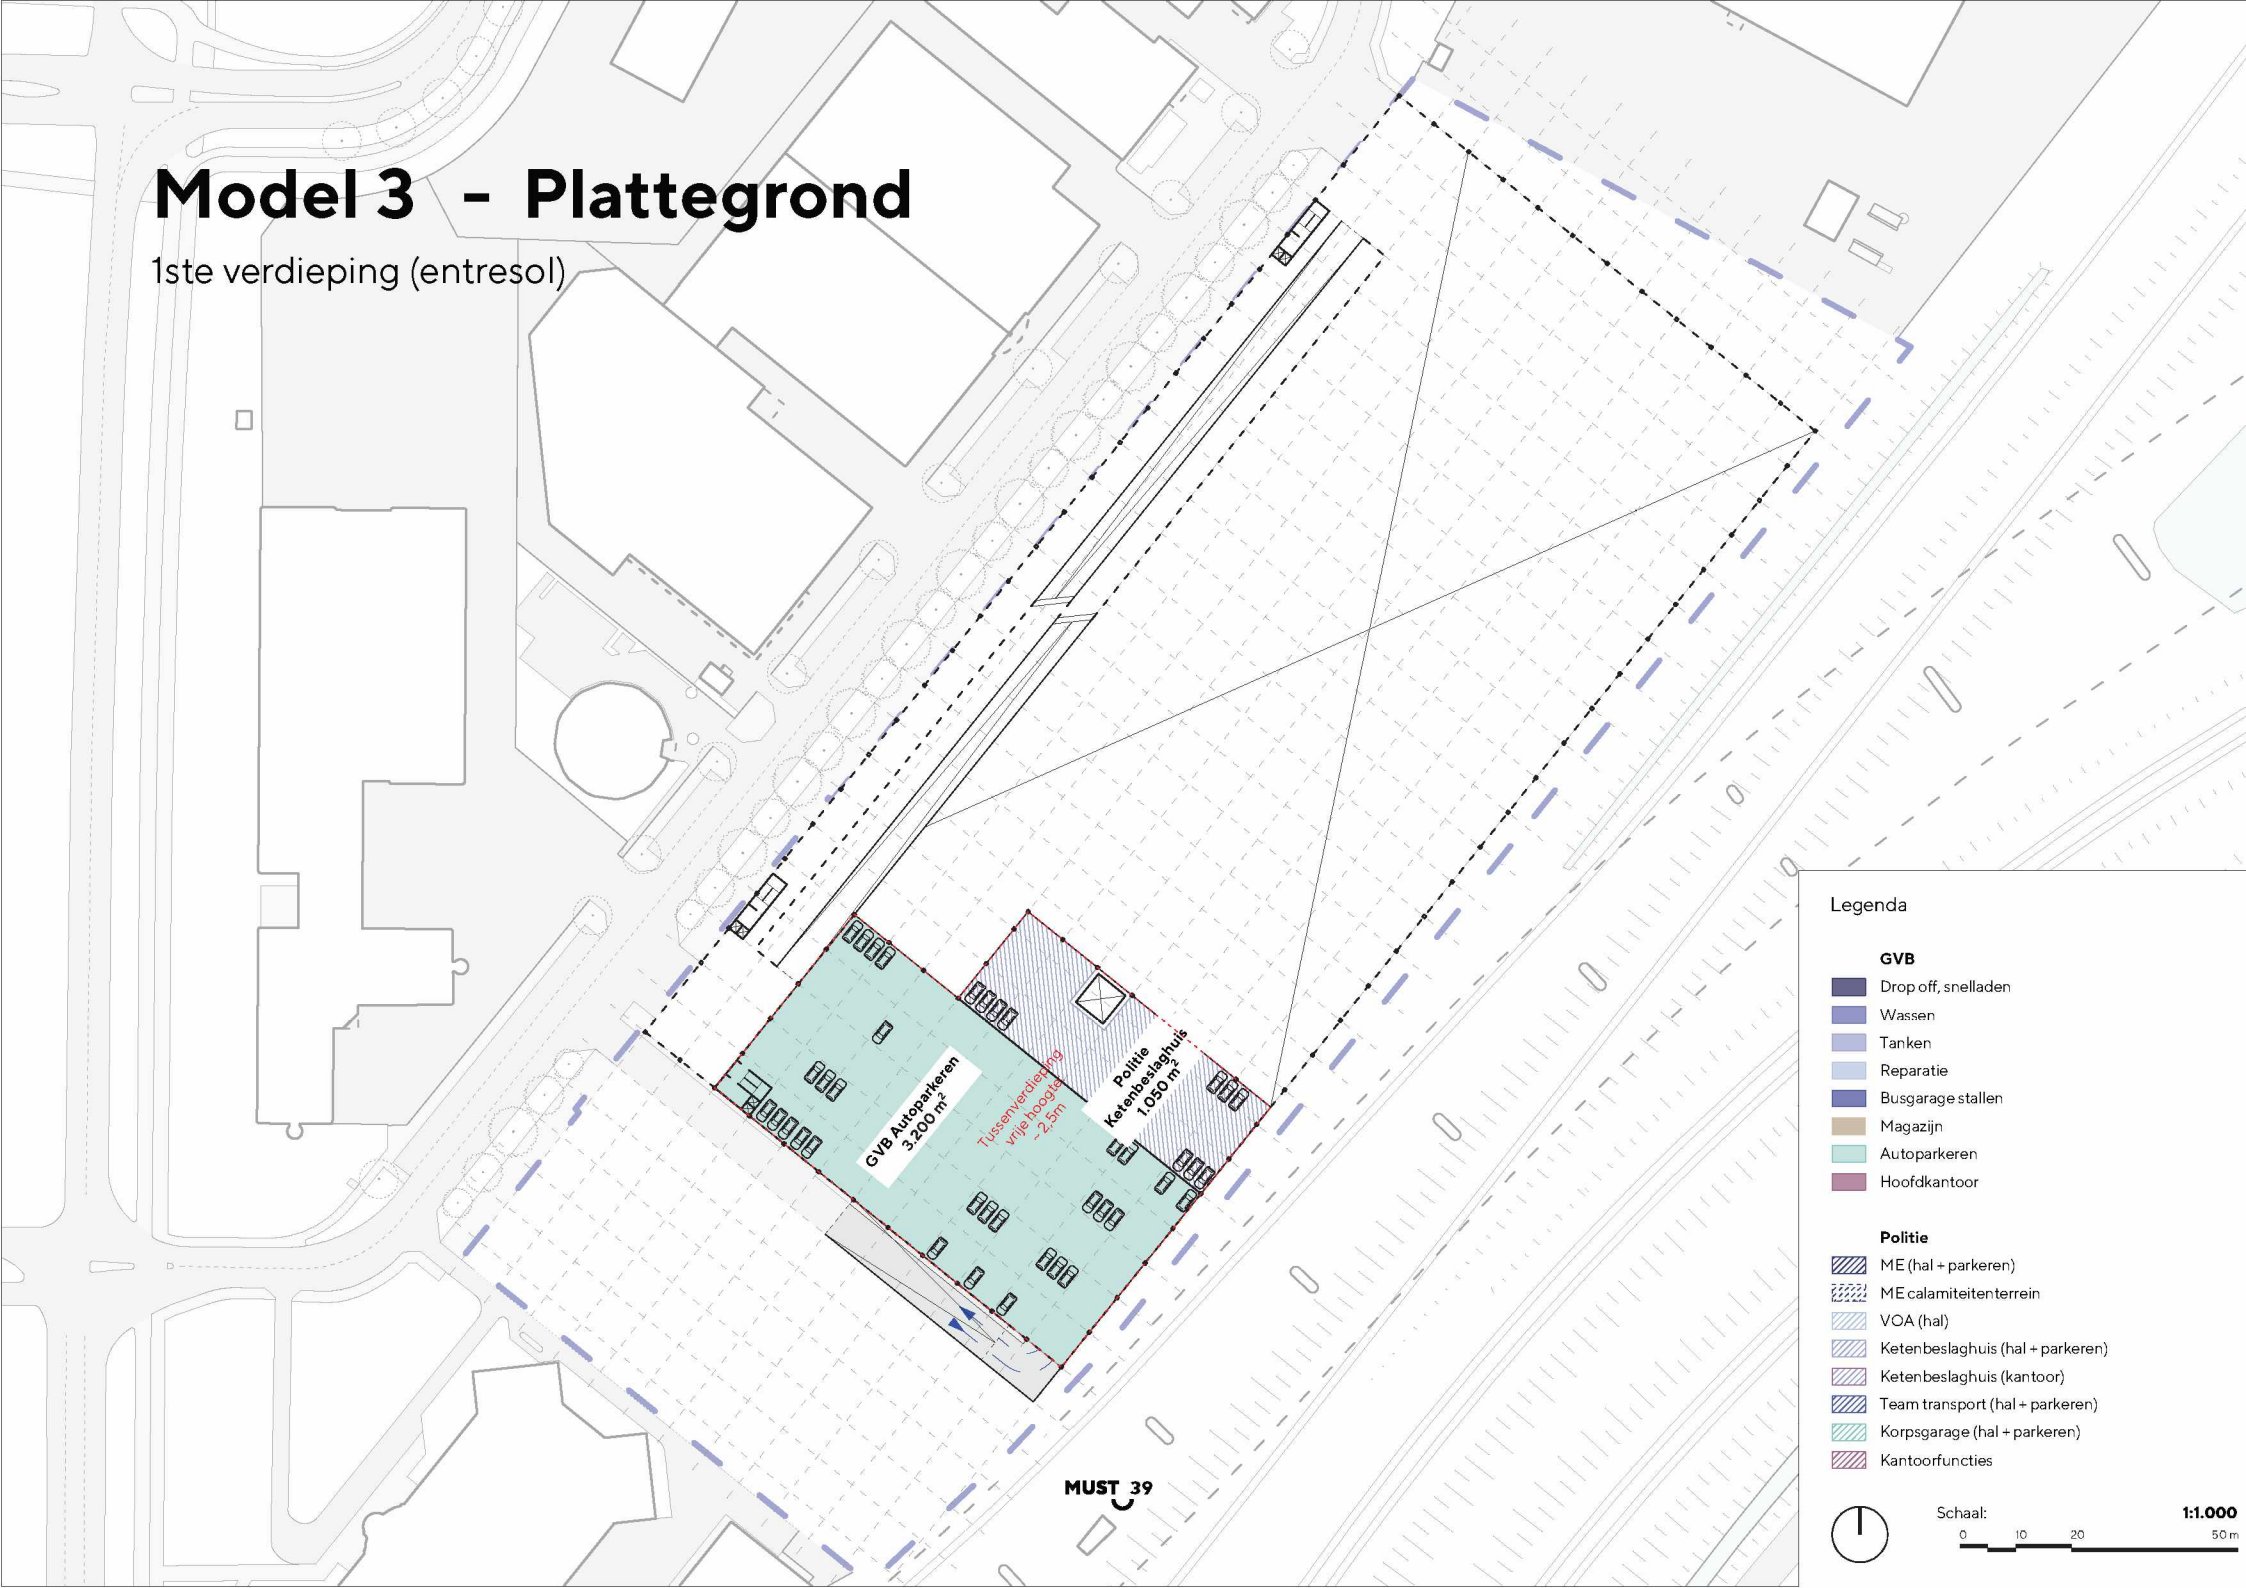 Model 3 - Plattegrond
1ste verdieping (entresol)
GVB Autoparkeren
3.200 m²
Tussenverdieping
vrije hoogte
~ 2,5m
Politie
Ketenbeslaghuis
1.050 m²
MUST 39
Legenda
GVB
Drop off, snelladen
Wassen
Tanken
Reparatie
Busgarage stallen
Magazijn
Autoparkeren
Hoofdkantoor
Politie
ME (hal + parkeren)
ME calamiteitenterrein
VOA (hal)
Ketenbeslaghuis (hal + parkeren)
Ketenbeslaghuis (kantoor)
Team transport (hal + parkeren)
Korpsgarage (hal + parkeren)
Kantoorfuncties
Schaal: 1:1.000
0 10 20 50 m